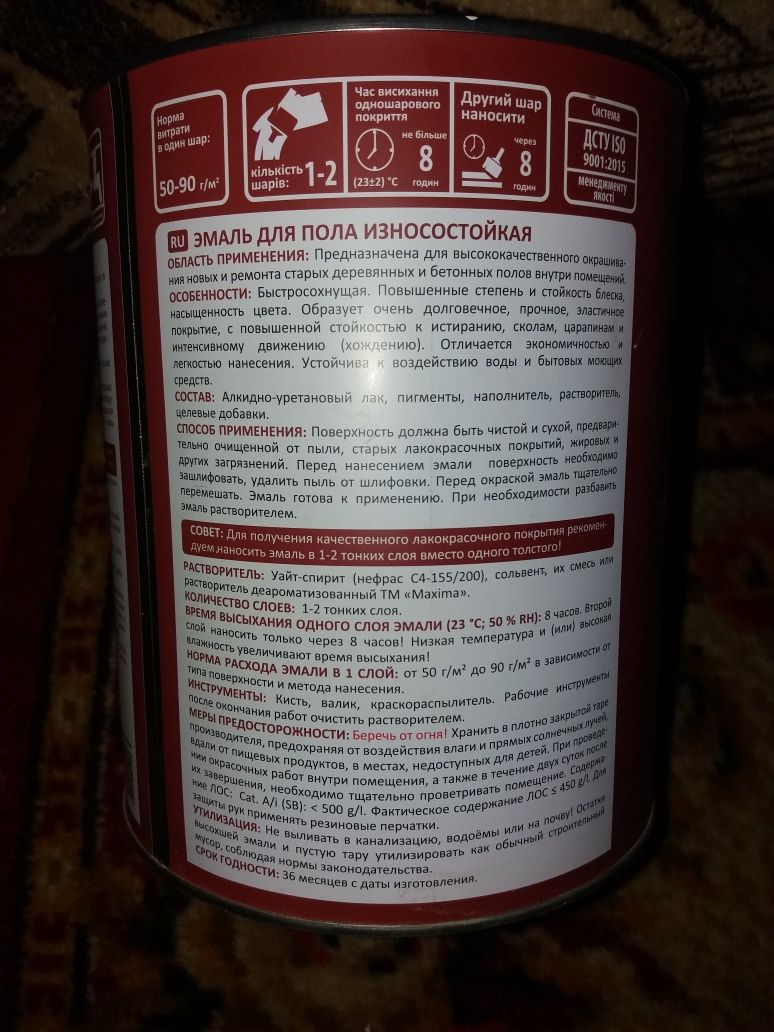 Норма
витрати
в один шар:
50-90 г/м²
кількість
шарів: 1-2
Час висихання
одношарового
покриття
не більше
8
(23±2) °С годин
Другий шар
наносити
через
8
годин
Система
ДСТУ ISO
9001:2015
менеджменту
якості
RU ЭМАЛЬ ДЛЯ ПОЛА ИЗНОСОСТОЙКАЯ
ОБЛАСТЬ ПРИМЕНЕНИЯ: Предназначена для высококачественного окрашива-
ния новых и ремонта старых деревянных и бетонных полов внутри помещений.
ОСОБЕННОСТИ: Быстросохнущая. Повышенные степень и стойкость блеска,
насыщенность цвета. Образует очень долговечное, прочное, эластичное
покрытие, с повышенной стойкостью к истиранию, сколам, царапинам и
интенсивному движению (хождению). Отличается экономичностью и
легкостью нанесения. Устойчива к воздействию воды и бытовых моющих
средств.
СОСТАВ: Алкидно-уретановый лак, пигменты, наполнитель, растворитель,
целевые добавки.
СПОСОБ ПРИМЕНЕНИЯ: Поверхность должна быть чистой и сухой, предвари-
тельно очищенной от пыли, старых лакокрасочных покрытий, жировых и
других загрязнений. Перед нанесением эмали поверхность необходимо
зашлифовать, удалить пыль от шлифовки. Перед окраской эмаль тщательно
перемешать. Эмаль готова к применению. При необходимости разбавить
эмаль растворителем.
СОВЕТ: Для получения качественного лакокрасочного покрытия рекомен-
дуем наносить эмаль в 1-2 тонких слоя вместо одного толстого!
РАСТВОРИТЕЛЬ: Уайт-спирит (нефрас С4-155/200), сольвент, их смесь или
растворитель деароматизованный ТМ «Maxima».
КОЛИЧЕСТВО СЛОЕВ: 1-2 тонких слоя.
ВРЕМЯ ВЫСЫХАНИЯ ОДНОГО СЛОЯ ЭМАЛИ (23 °С; 50 % RH): 8 часов. Второй
слой наносить только через 8 часов! Низкая температура и (или) высокая
влажность увеличивают время высыхания!
НОРМА РАСХОДА ЭМАЛИ В 1 СЛОЙ: от 50 г/м² до 90 г/м² в зависимости от
типа поверхности и метода нанесения.
ИНСТРУМЕНТЫ: Кисть, валик, краскораспылитель. Рабочие инструменты
после окончания работ очистить растворителем.
МЕРЫ ПРЕДОСТОРОЖНОСТИ: Беречь от огня! Хранить в плотно закрытой таре
производителя, предохраняя от воздействия влаги и прямых солнечных лучей,
вдали от пищевых продуктов, в местах, недоступных для детей. При проведе-
нии окрасочных работ внутри помещения, а также в течение двух суток после
их завершения, необходимо тщательно проветривать помещение. Содержа-
ние ЛОС: Cat. A/i (SB): < 500 g/l. Фактическое содержание ЛОС ≤ 450 g/l. Для
защиты рук применять резиновые перчатки.
УТИЛИЗАЦИЯ: Не выливать в канализацию, водоёмы или на почву! Остатки
высохшей эмали и пустую тару утилизировать как обычный строительный
мусор, соблюдая нормы законодательства.
СРОК ГОДНОСТИ: 36 месяцев с даты изготовления.